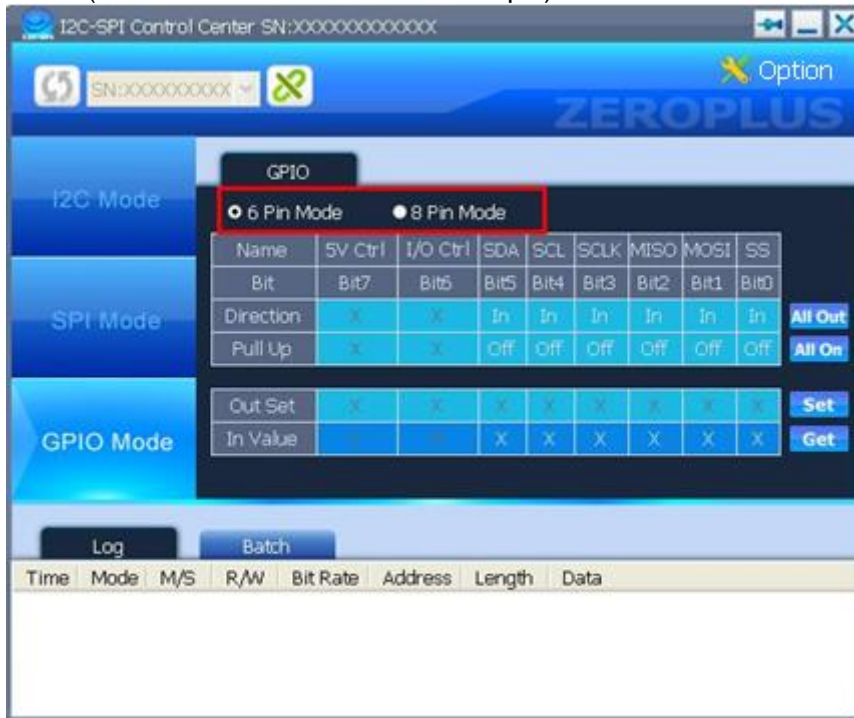 I2C-SPI Control Center SN:XXXXXXXXXXXXX
SN:XXXXXXXXXX
Option
ZEROPLUS
I2C Mode
SPI Mode
GPIO Mode
GPIO
6 Pin Mode 8 Pin Mode
Name 5V Ctrl I/O Ctrl SDA SCL SCLK MISO MOSI SS
Bit Bit7 Bit6 Bit5 Bit4 Bit3 Bit2 Bit1 Bit0
Direction X X In In In In In In All Out
Pull Up X X Off Off Off Off Off Off All On
Out Set X X X X X X X X Set
In Value X X X X X X Get
Log Batch
Time Mode M/S R/W Bit Rate Address Length Data